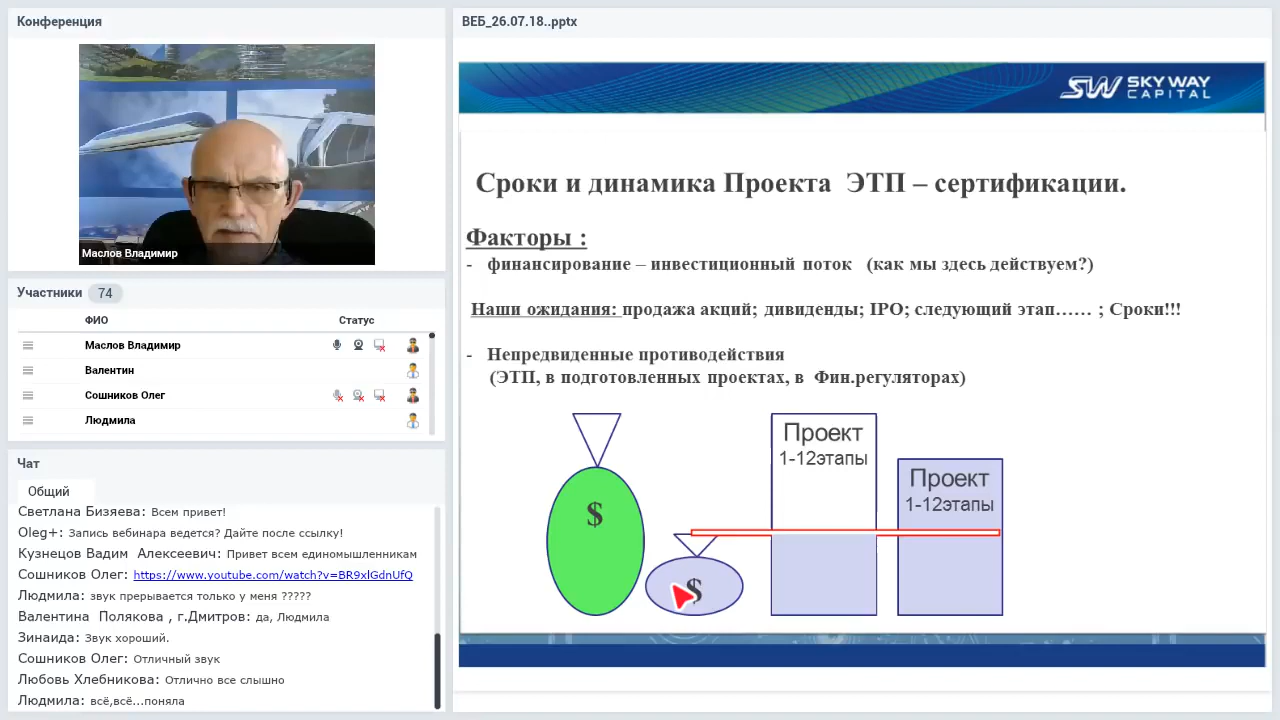 Конференция
Маслов Владимир
Участники 74
ФИО Статус
Маслов Владимир
Валентин
Сошников Олег
Людмила
Чат
Общий
Светлана Бизяева: Всем привет!
Oleg+: Запись вебинара ведется? Дайте после ссылку!
Кузнецов Вадим Алексеевич: Привет всем единомышленникам
Сошников Олег: https://www.youtube.com/watch?v=BR9xlGdnUfQ
Людмила: звук прерывается только у меня ?????
Валентина Полякова , г.Дмитров: да, Людмила
Зинаида: Звук хороший.
Сошников Олег: Отличный звук
Любовь Хлебникова: Отлично все слышно
Людмила: всё,всё...поняла
ВЕБ_26.07.18..pptx
SW SKY WAY
CAPITAL
Сроки и динамика Проекта ЭТП – сертификации.
Факторы :
- финансирование – инвестиционный поток (как мы здесь действуем?)
Наши ожидания: продажа акций; дивиденды; IPO; следующий этап…… ; Сроки!!!
- Непредвиденные противодействия
(ЭТП, в подготовленных проектах, в Фин.регуляторах)
$
$
Проект
1-12этапы
Проект
1-12этапы